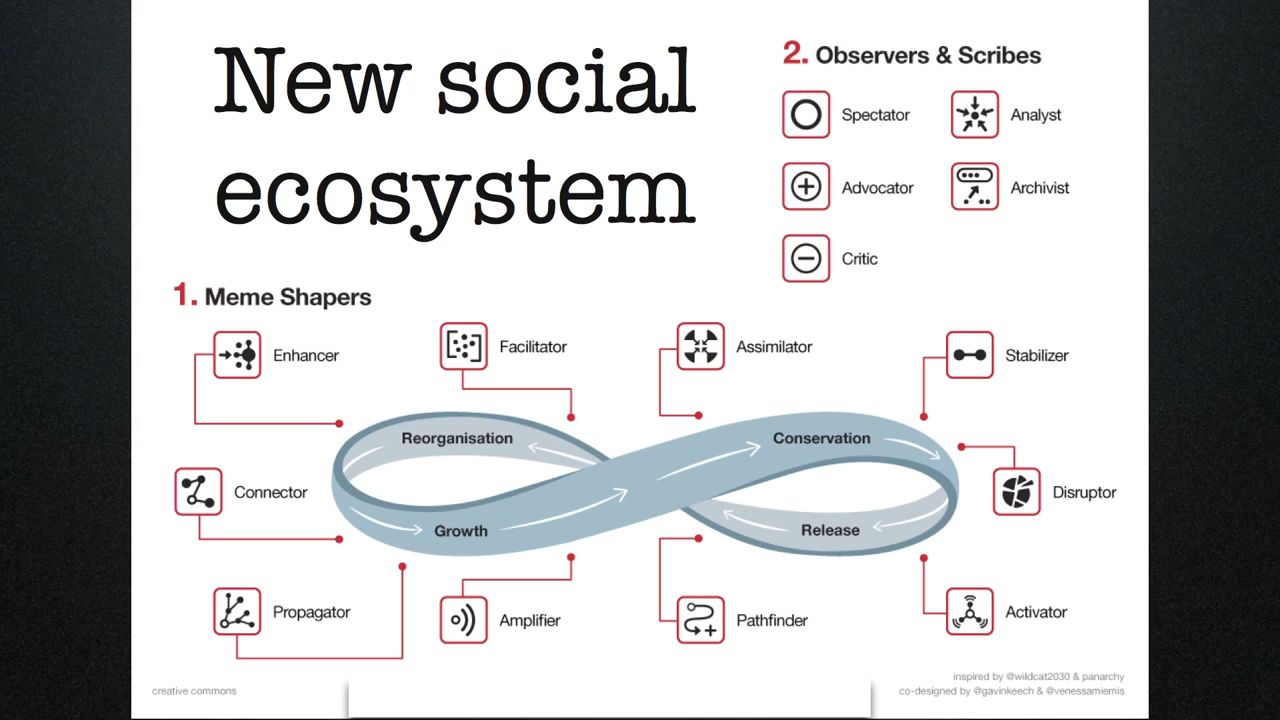 New social
ecosystem
2. Observers & Scribes
Spectator
Analyst
Advocator
Archivist
Critic
1. Meme Shapers
Enhancer
Facilitator
Assimilator
Stabilizer
Reorganisation
Conservation
Connector
Disruptor
Growth
Release
Propagator
Amplifier
Pathfinder
Activator
creative commons
inspired by @wildcat2030 & panarchy
co-designed by @gavinkeech & @venessamiemis